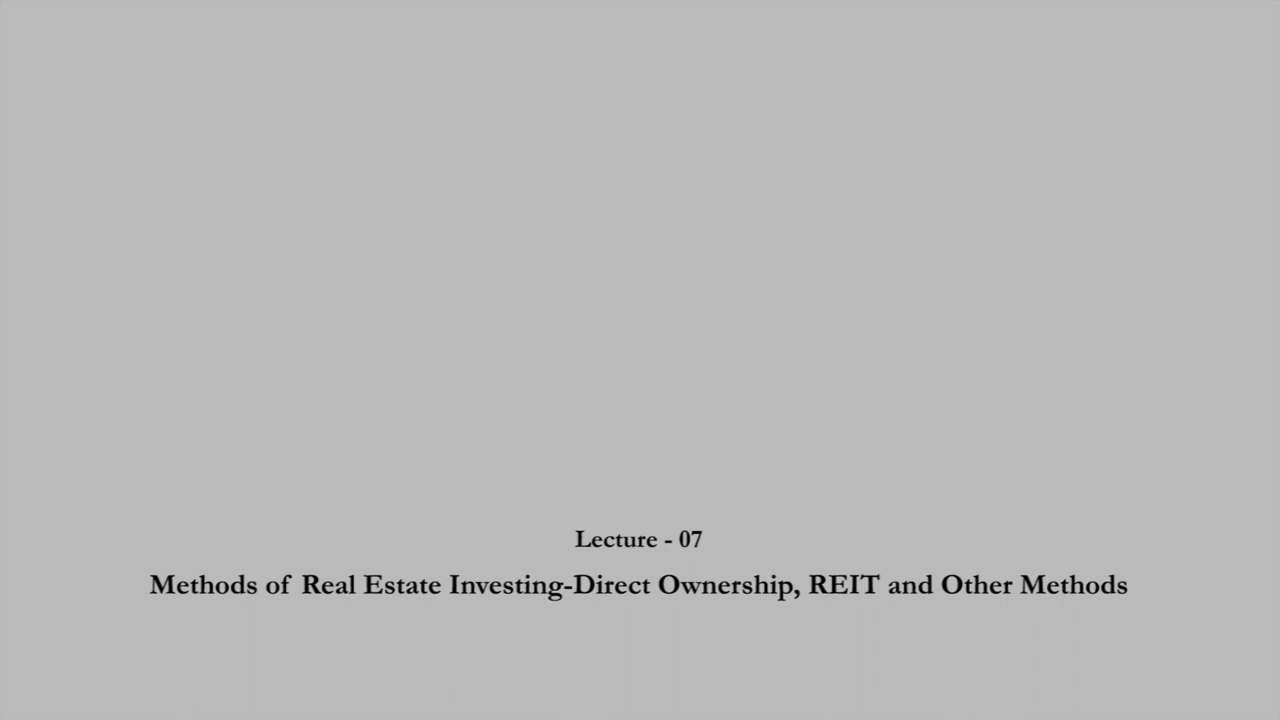 Lecture - 07
Methods of Real Estate Investing-Direct Ownership, REIT and Other Methods